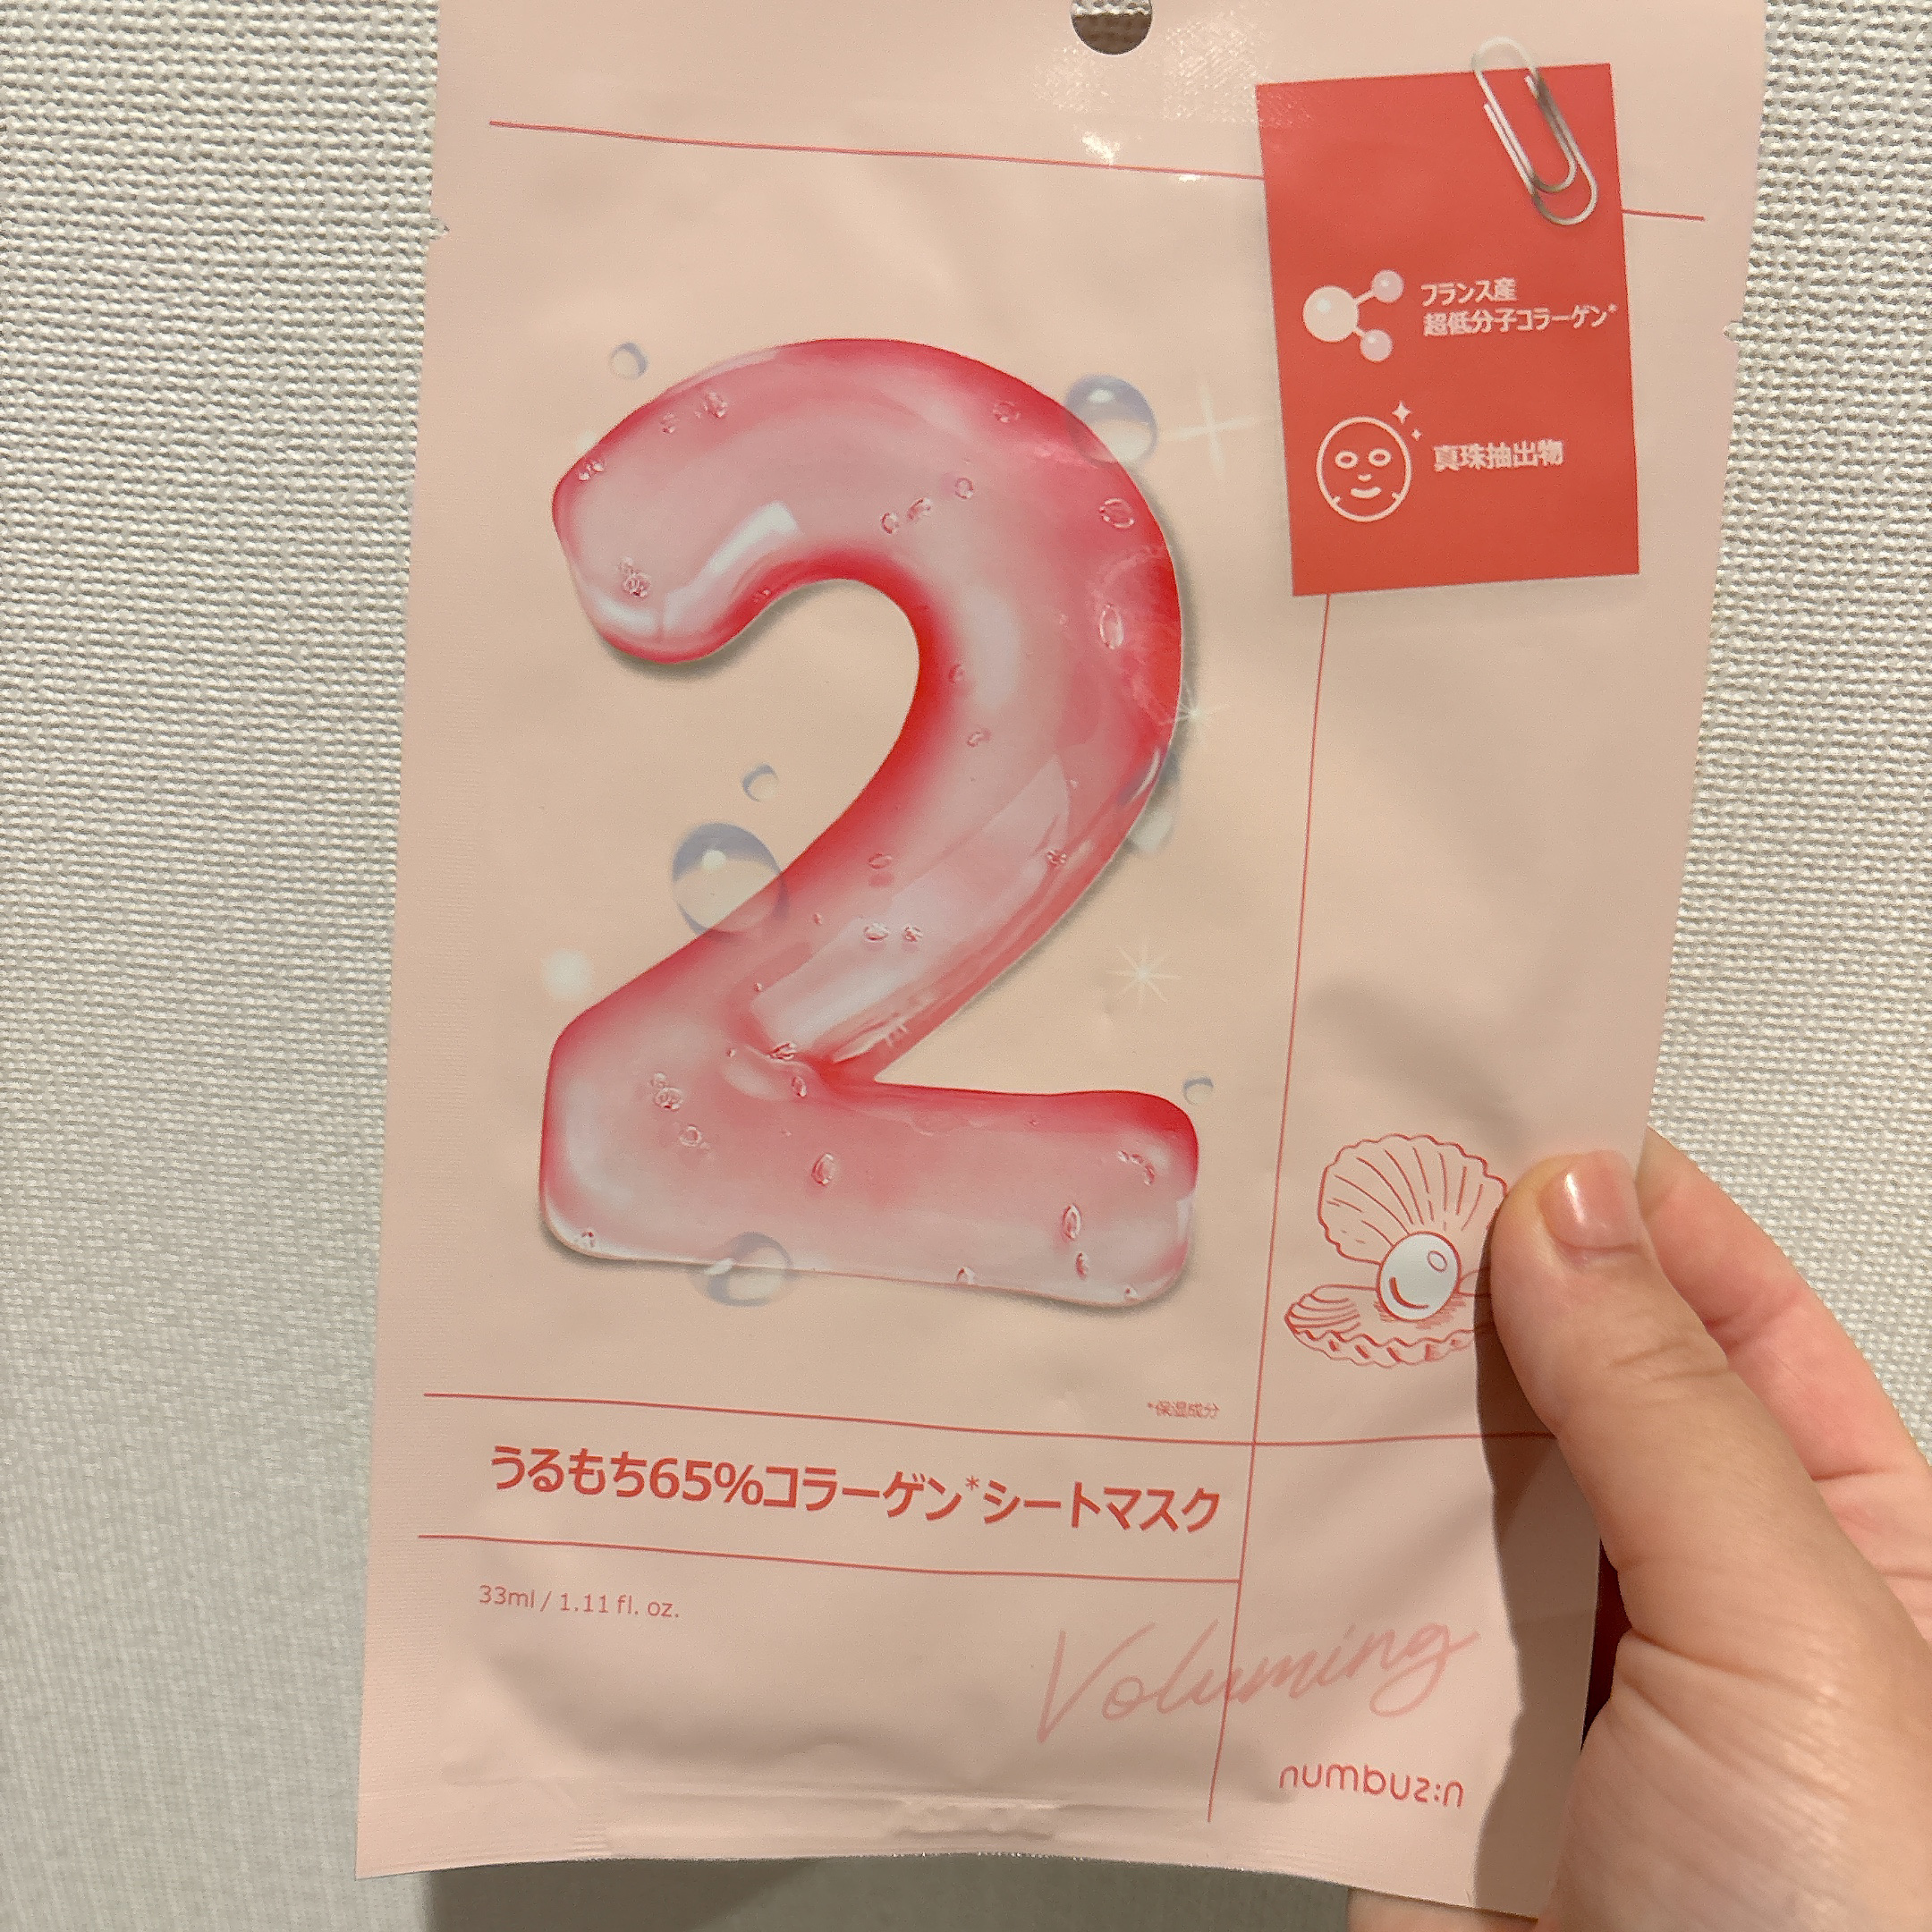 フランス産
超低分子コラーゲン*
真珠抽出物
2
*保湿成分
うるもち65%コラーゲン*シートマスク
33ml / 1.11 fl. oz.
Voluming
numbuz:n